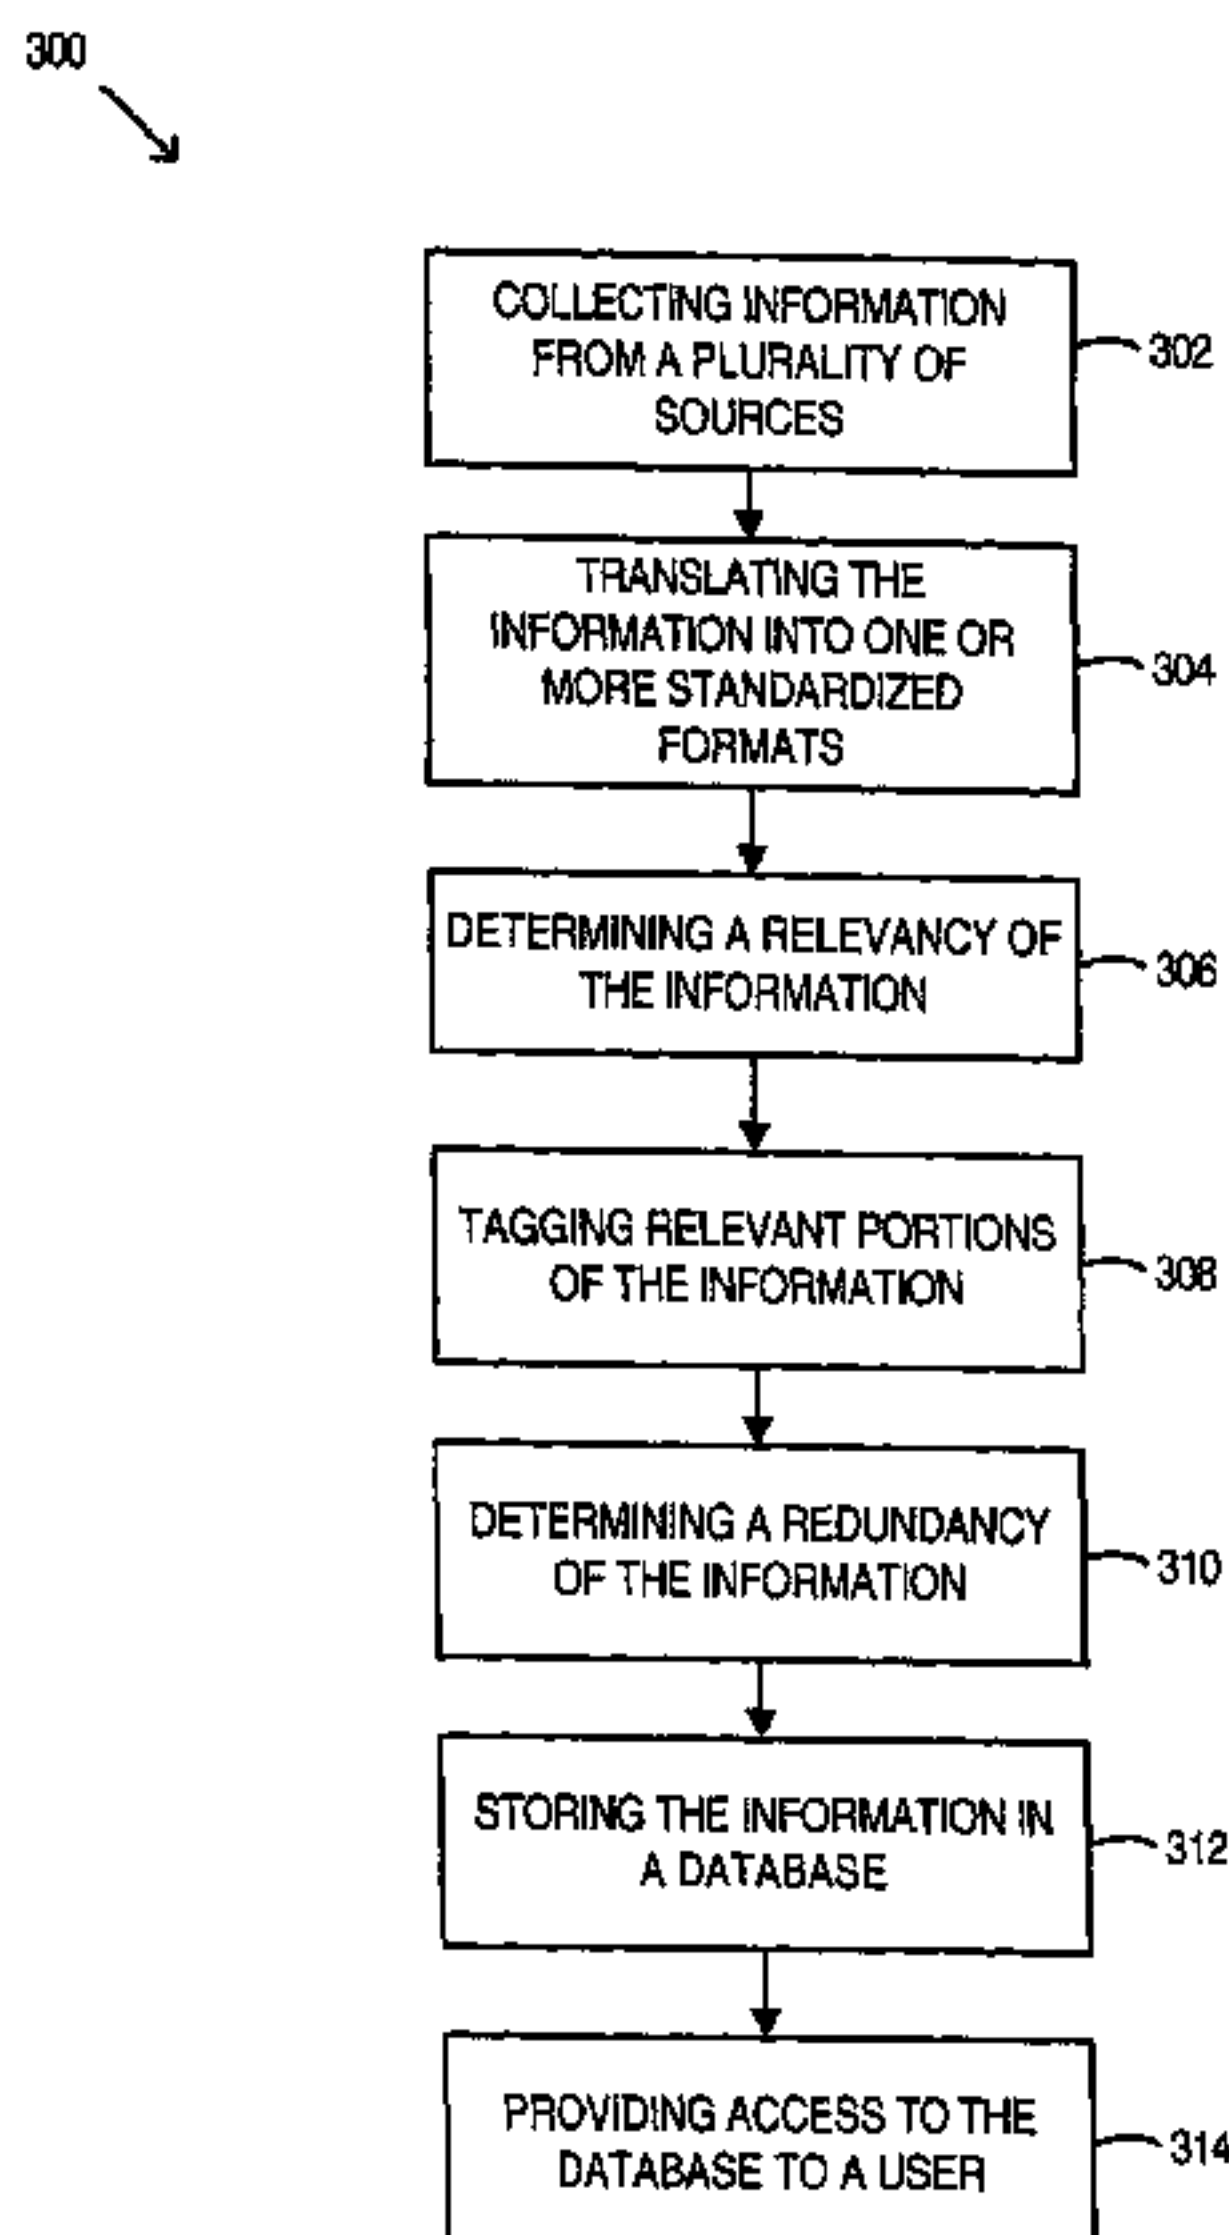 300
COLLECTING INFORMATION
FROM A PLURALITY OF
SOURCES
302
TRANSLATING THE
INFORMATION INTO ONE OR
MORE STANDARDIZED
FORMATS
304
DETERMINING A RELEVANCY OF
THE INFORMATION
306
TAGGING RELEVANT PORTIONS
OF THE INFORMATION
308
DETERMINING A REDUNDANCY
OF THE INFORMATION
310
STORING THE INFORMATION IN
A DATABASE
312
PROVIDING ACCESS TO THE
DATABASE TO A USER
314